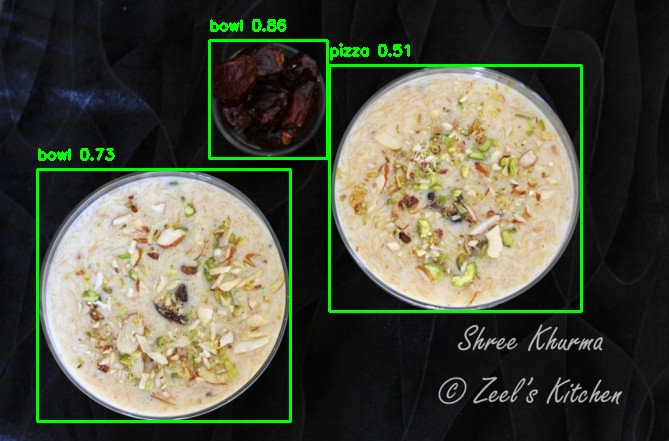 bowl 0.86
pizza 0.51
bowl 0.73
Shree Khurma
© Zeel's Kitchen